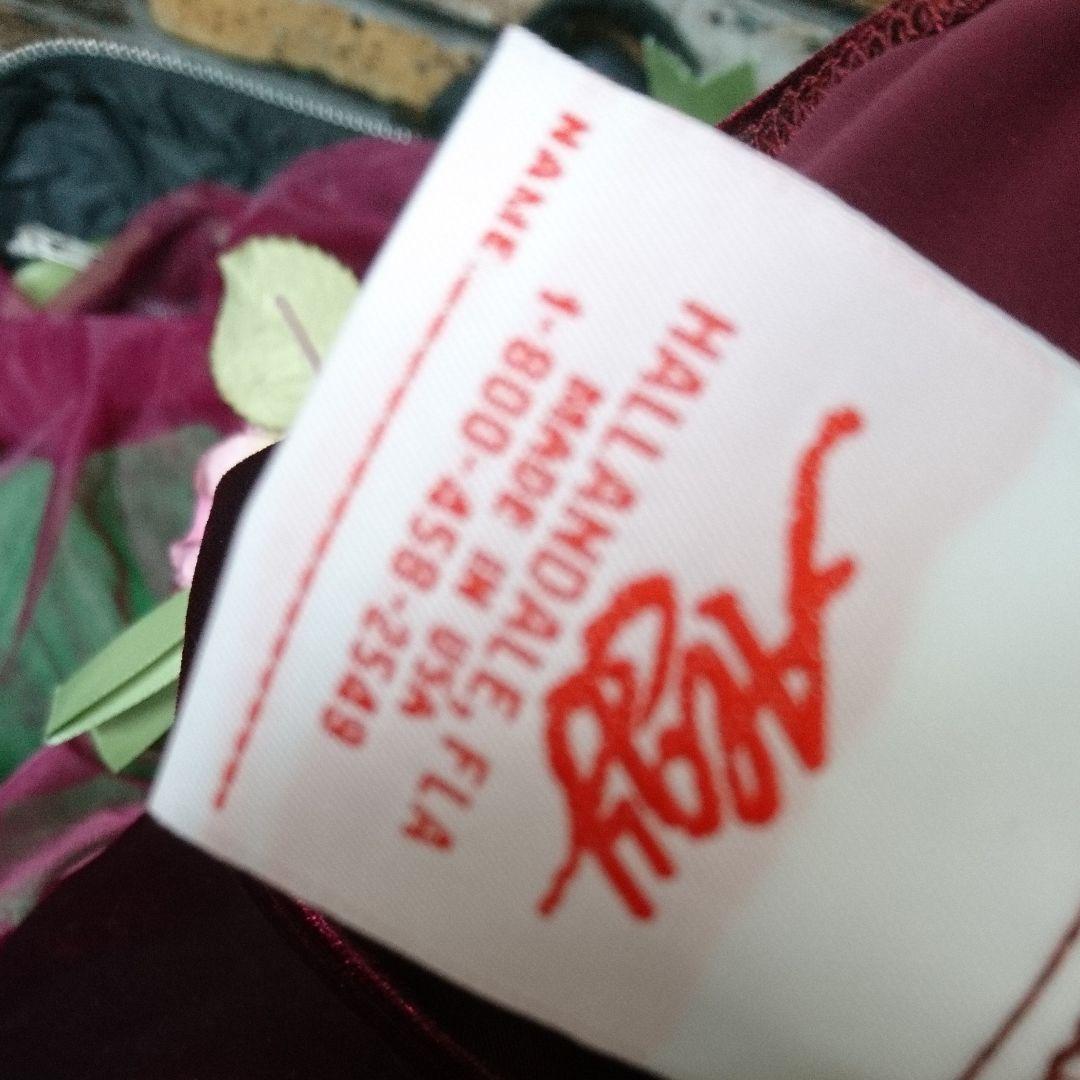 HALLANDALE, FLA
MADE IN USA
1-800-458-2549
NAME